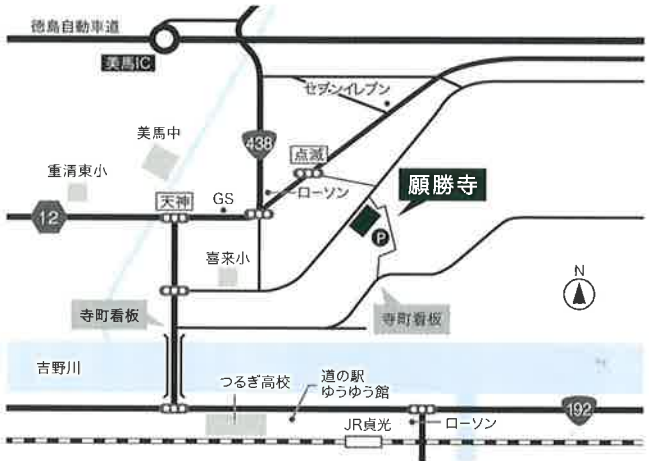 徳島自動車道
美馬IC
セブンイレブン
438
美馬中
点滅
重清東小
願勝寺
天神
GS
ローソン
12
P
喜来小
N
寺町看板
寺町看板
吉野川
つるぎ高校
道の駅
ゆうゆう館
192
JR貞光
ローソン